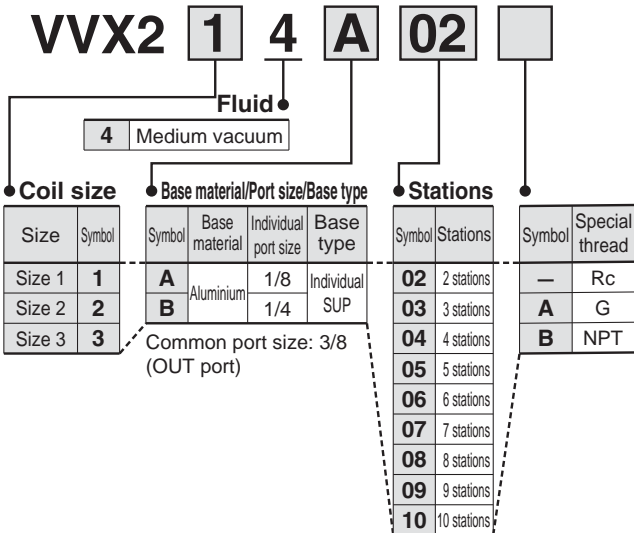 VVX2 1 4 A 02
Fluid
4 Medium vacuum
Coil size
Size Symbol
Size 1 1
Size 2 2
Size 3 3
Base material/Port size/Base type
Symbol Base material Individual port size Base type
A Aluminium 1/8 Individual SUP
B 1/4
Common port size: 3/8
(OUT port)
Stations
Symbol Stations
02 2 stations
03 3 stations
04 4 stations
05 5 stations
06 6 stations
07 7 stations
08 8 stations
09 9 stations
10 10 stations
Symbol Special thread
— Rc
A G
B NPT